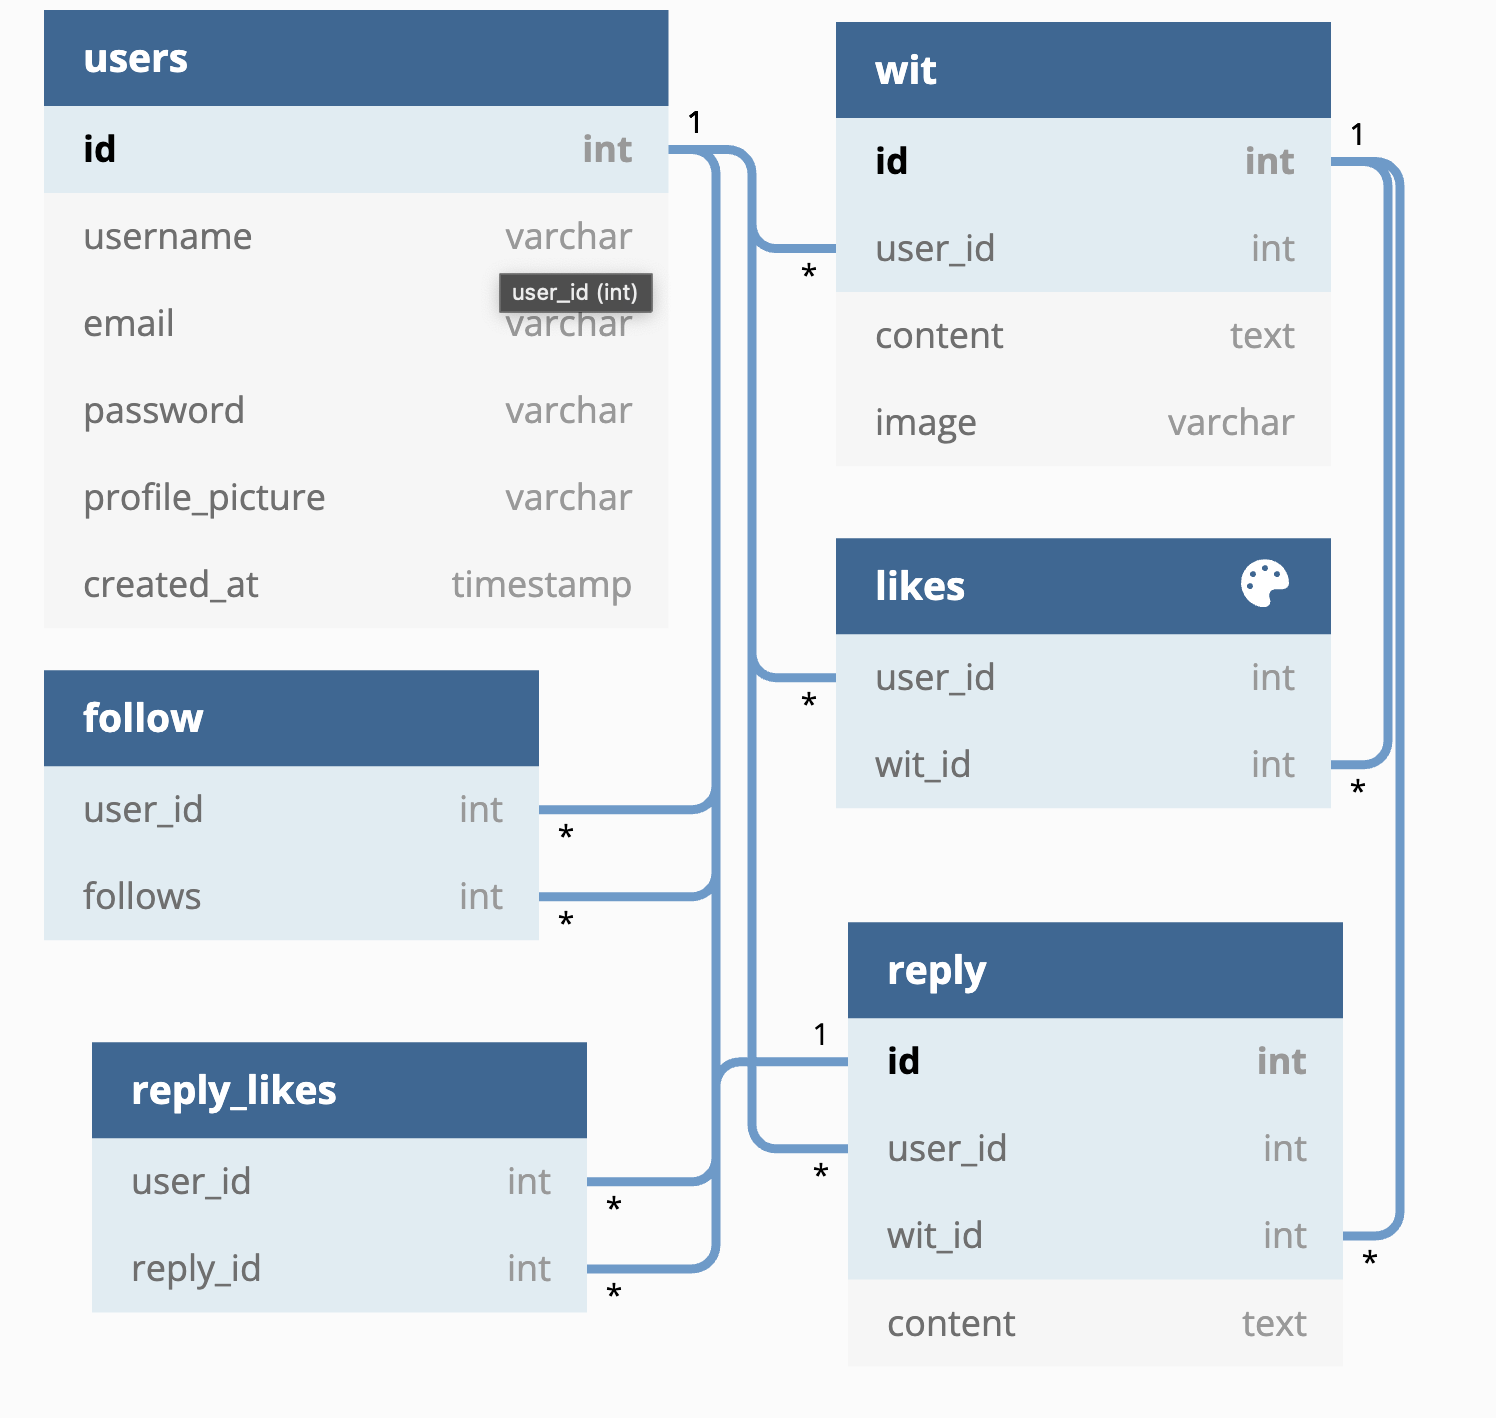 users
id int
username varchar
user_id (int)
email varchar
password varchar
profile_picture varchar
created_at timestamp
1
wit
id int
user_id int
content text
image varchar
1
*
likes
user_id int
wit_id int
*
*
follow
user_id int
follows int
*
*
reply_likes
user_id int
reply_id int
*
*
reply
1
id int
user_id int
wit_id int
content text
*
*